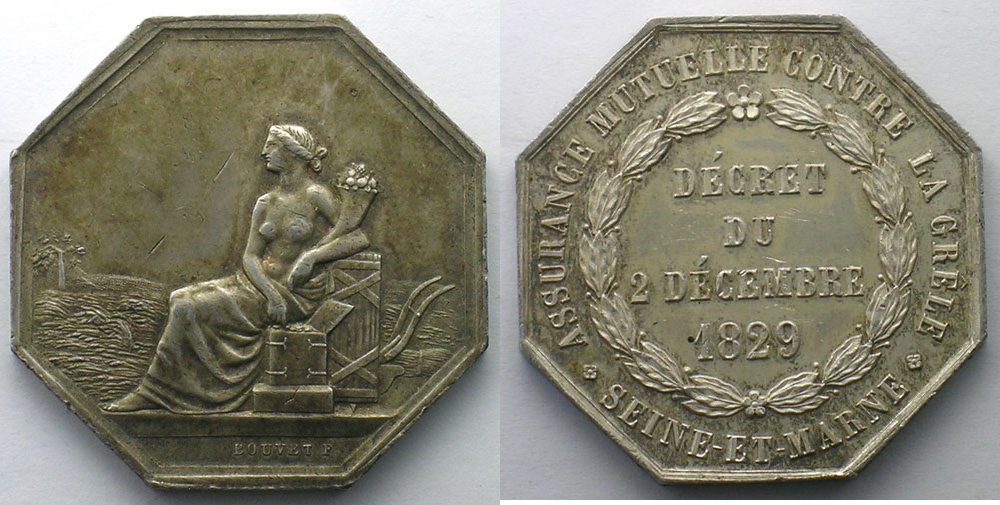 BOUVET F
ASSURANCE MUTUELLE CONTRE LA GRÊLE
DÉCRET
DU
2 DÉCEMBRE
1829
SEINE-ET-MARNE